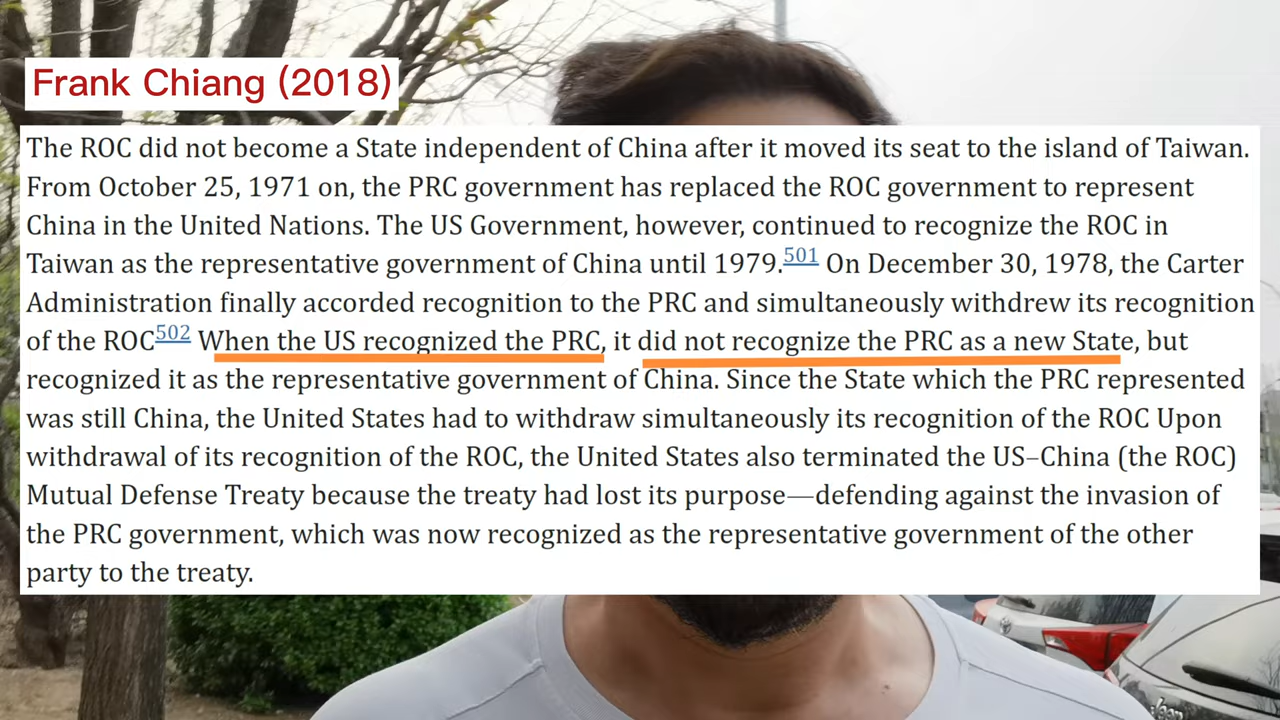 Frank Chiang (2018)
The ROC did not become a State independent of China after it moved its seat to the island of Taiwan.
From October 25, 1971 on, the PRC government has replaced the ROC government to represent
China in the United Nations. The US Government, however, continued to recognize the ROC in
Taiwan as the representative government of China until 1979.501 On December 30, 1978, the Carter
Administration finally accorded recognition to the PRC and simultaneously withdrew its recognition
of the ROC502 When the US recognized the PRC, it did not recognize the PRC as a new State, but
recognized it as the representative government of China. Since the State which the PRC represented
was still China, the United States had to withdraw simultaneously its recognition of the ROC Upon
withdrawal of its recognition of the ROC, the United States also terminated the US–China (the ROC)
Mutual Defense Treaty because the treaty had lost its purpose—defending against the invasion of
the PRC government, which was now recognized as the representative government of the other
party to the treaty.